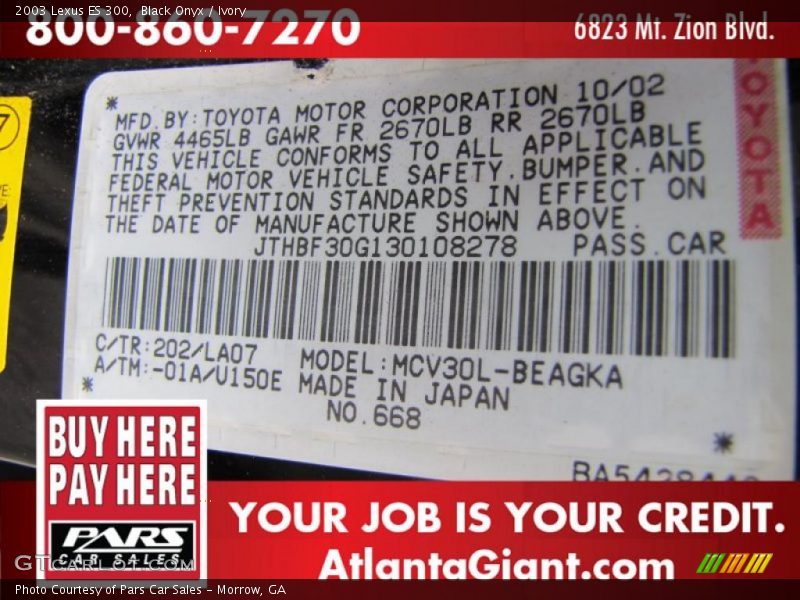 2003 Lexus ES 300, Black Onyx / Ivory
800-860-7270
6823 Mt. Zion Blvd.
MFD. BY: TOYOTA MOTOR CORPORATION 10/02
GVWR 4465LB GAWR FR 2670LB RR 2670LB
THIS VEHICLE CONFORMS TO ALL APPLICABLE
FEDERAL MOTOR VEHICLE SAFETY, BUMPER, AND
THEFT PREVENTION STANDARDS IN EFFECT ON
THE DATE OF MANUFACTURE SHOWN ABOVE.
JTHBF30G130108278 PASS. CAR
TOYOTA
C/TR: 202/LA07 MODEL: MCV30L-BEAGKA
A/TM: -01A/U150E MADE IN JAPAN
NO. 668
7
BUY HERE
PAY HERE
PARS
CAR SALES
YOUR JOB IS YOUR CREDIT.
AtlantaGiant.com
GTCarLot.com
Photo Courtesy of Pars Car Sales - Morrow, GA